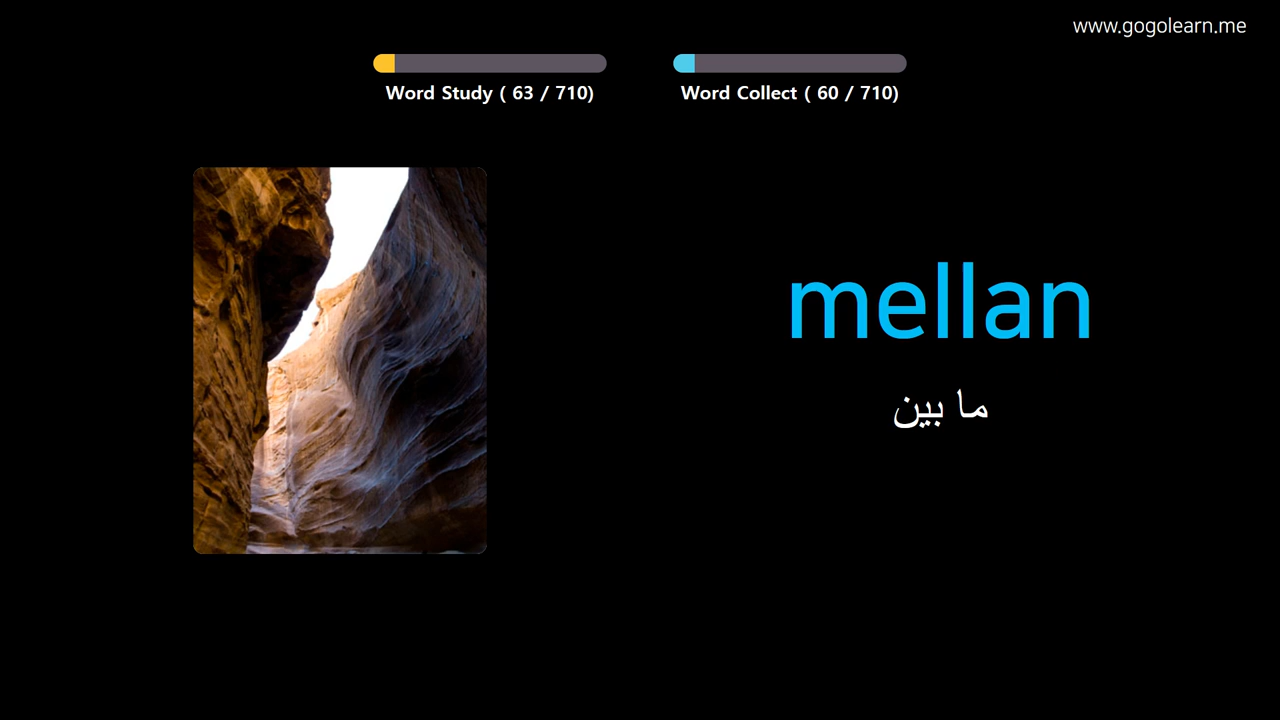 www.gogolearn.me
Word Study ( 63 / 710)
Word Collect ( 60 / 710)
mellan
ما بين